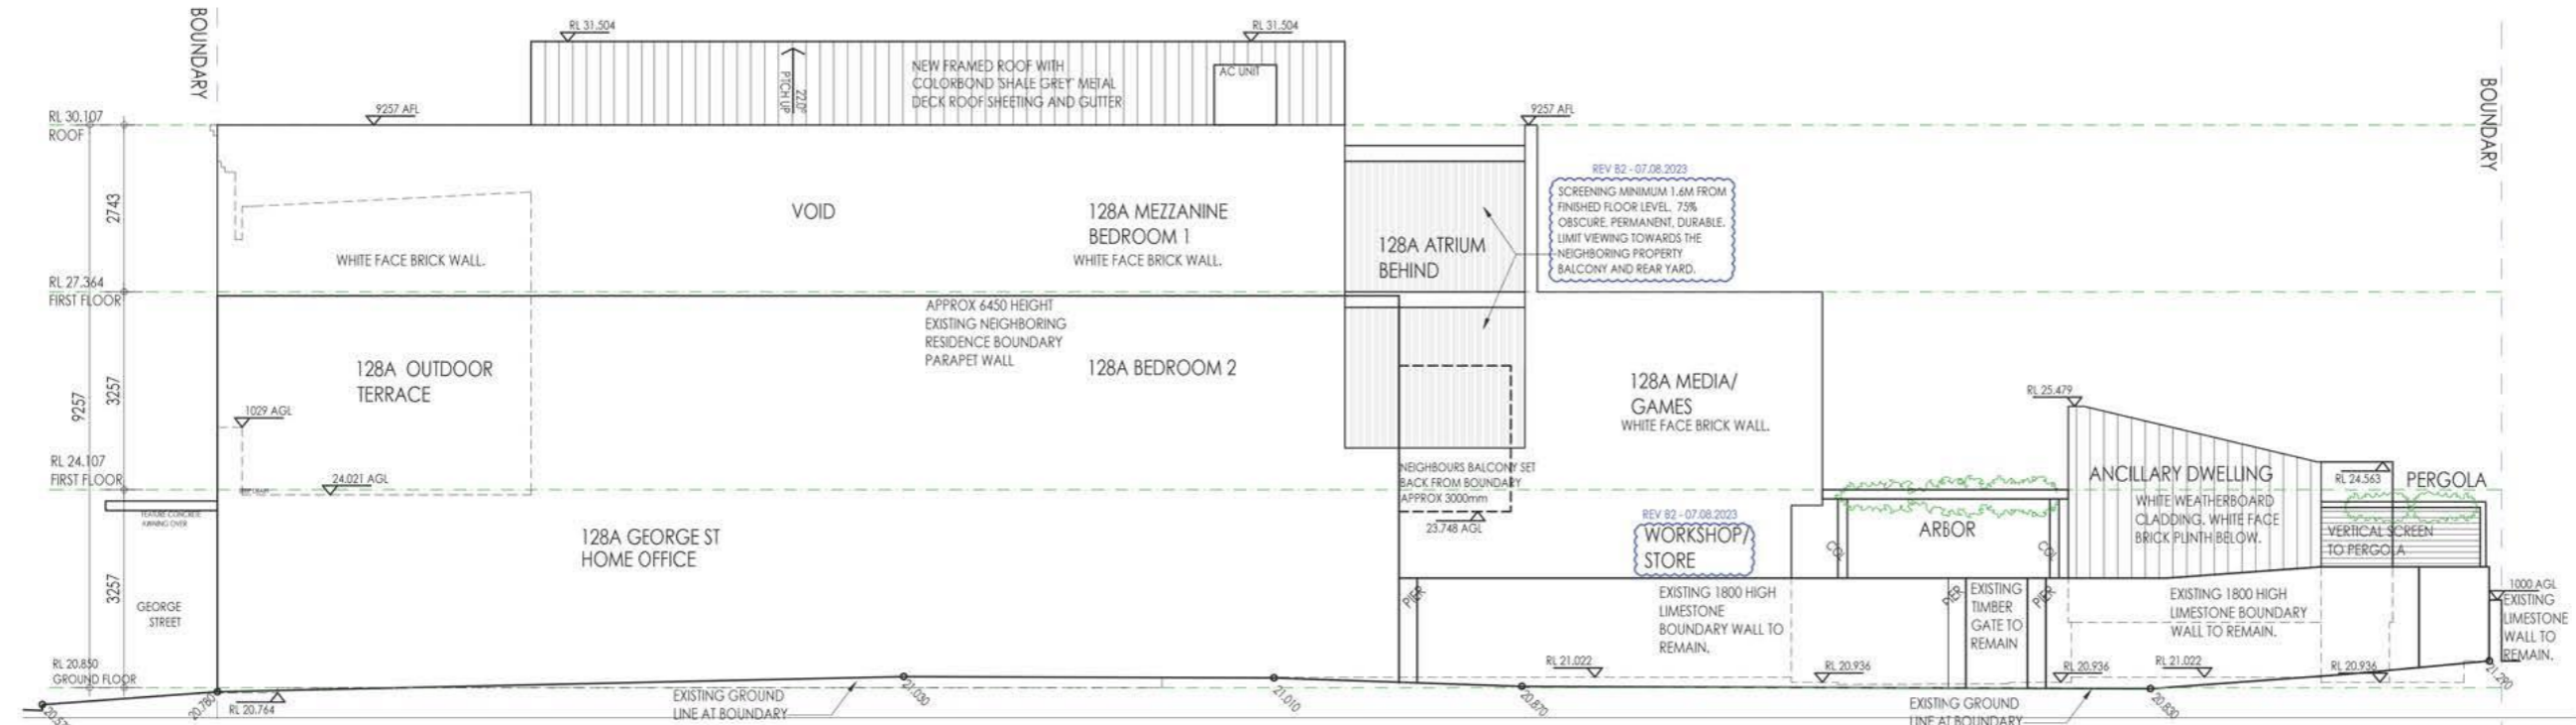 BOUNDARY
RL 31.504
RL 31.504
NEW FRAMED ROOF WITH
COLORBOND 'SHALE GREY' METAL
DECK ROOF SHEETING AND GUTTER
22.0°
PITCH UP
AC UNIT
BOUNDARY
RL 30.107
ROOF
9257 AFL
9257 AFL
REV B2 - 07.08.2023
SCREENING MINIMUM 1.6M FROM
FINISHED FLOOR LEVEL. 75%
OBSCURE, PERMANENT, DURABLE.
LIMIT VIEWING TOWARDS THE
NEIGHBORING PROPERTY
BALCONY AND REAR YARD.
2743
VOID
128A MEZZANINE
BEDROOM 1
WHITE FACE BRICK WALL.
WHITE FACE BRICK WALL.
128A ATRIUM
BEHIND
RL 27.364
FIRST FLOOR
APPROX 6450 HEIGHT
EXISTING NEIGHBORING
RESIDENCE BOUNDARY
PARAPET WALL
128A OUTDOOR
TERRACE
128A BEDROOM 2
128A MEDIA/
GAMES
WHITE FACE BRICK WALL.
9257
3257
1029 AGL
RL 25.479
RL 24.107
FIRST FLOOR
24.021 AGL
NEIGHBOURS BALCONY SET
BACK FROM BOUNDARY
APPROX 3000mm
23.748 AGL
ANCILLARY DWELLING
WHITE WEATHERBOARD
CLADDING. WHITE FACE
BRICK PLINTH BELOW.
RL 24.563
PERGOLA
VERTICAL SCREEN
TO PERGOLA
FEATURE CONCRETE
AWNING OVER
128A GEORGE ST
HOME OFFICE
REV B2 - 07.08.2023
WORKSHOP/
STORE
COL
ARBOR
COL
3257
GEORGE
STREET
PIER
EXISTING 1800 HIGH
LIMESTONE
BOUNDARY WALL TO
REMAIN.
PIER
EXISTING
TIMBER
GATE TO
REMAIN
PIER
EXISTING 1800 HIGH
LIMESTONE BOUNDARY
WALL TO REMAIN.
1000 AGL
EXISTING
LIMESTONE
WALL TO
REMAIN.
RL 20.850
GROUND FLOOR
RL 21.022
RL 20.936
RL 20.936
RL 21.022
RL 20.936
20.760
RL 20.764
EXISTING GROUND
LINE AT BOUNDARY
21.030
21.010
20.870
EXISTING GROUND
LINE AT BOUNDARY
20.830
21.290